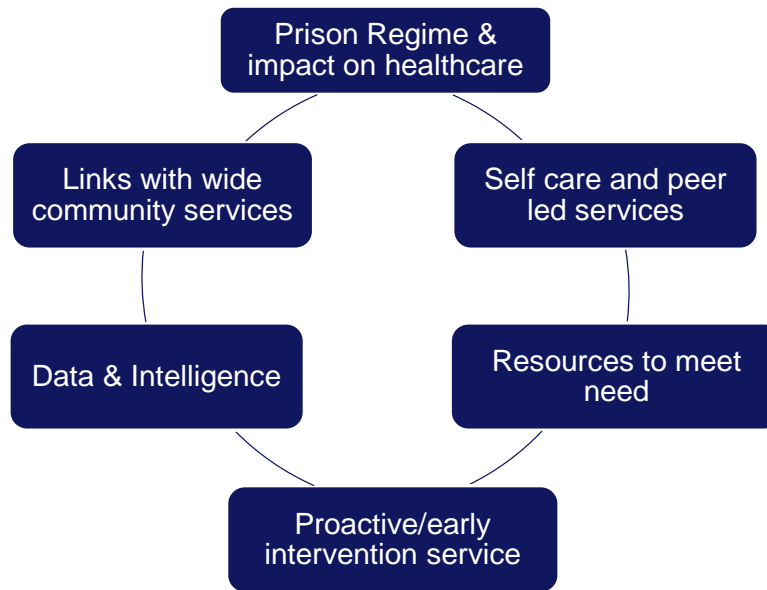 Prison Regime &
impact on healthcare
Links with wide
community services
Self care and peer
led services
Data & Intelligence
Resources to meet
need
Proactive/early
intervention service